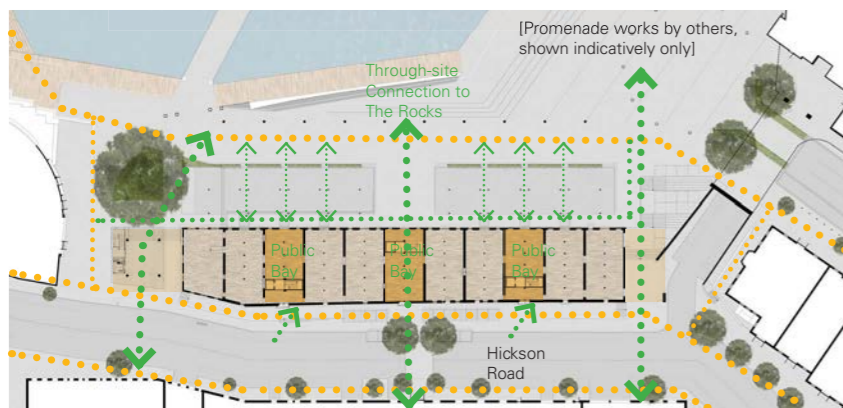 [Promenade works by others,
shown indicatively only]
Through-site
Connection to
The Rocks
Public
Bay
Public
Bay
Public
Bay
Hickson
Road